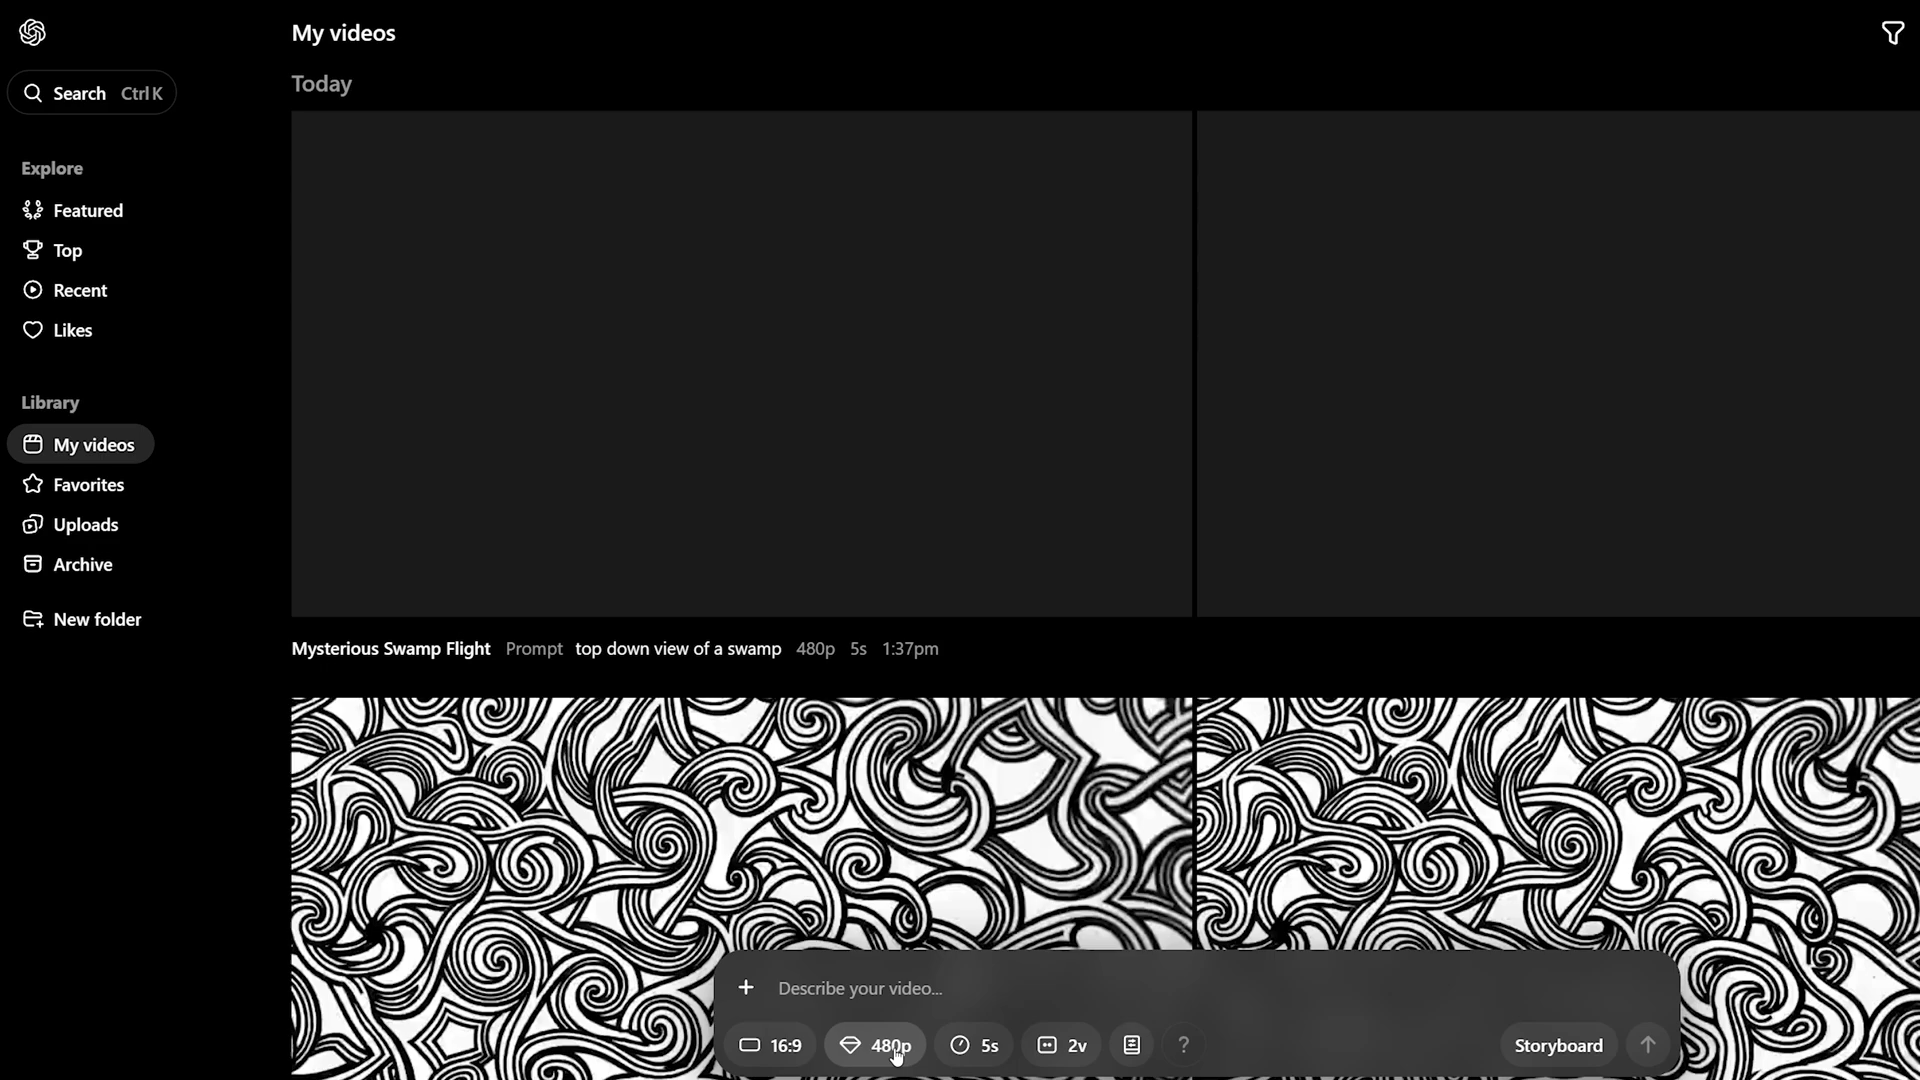 My videos
Search Ctrl K
Today
Explore
Featured
Top
Recent
Likes
Library
My videos
Favorites
Uploads
Archive
New folder
Mysterious Swamp Flight Prompt top down view of a swamp 480p 5s 1:37pm
Describe your video...
16:9 480p 5s 2v ? Storyboard